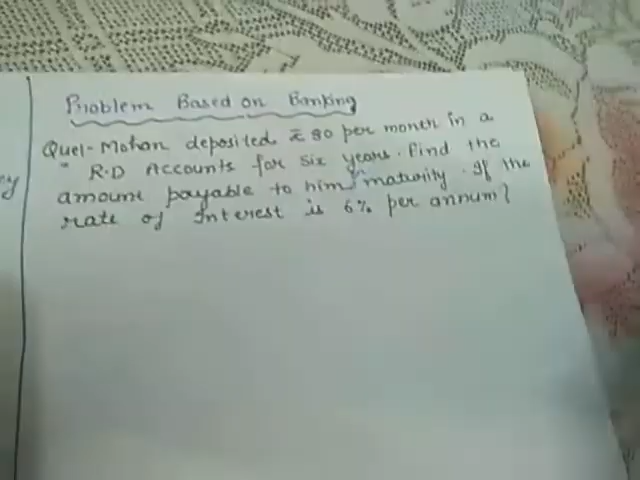 Problem Based on Banking
Ques-Mohan deposited ₹80 per month in a
R.D Accounts for six years. Find the
amount payable to him maturity. If the
rate of Interest is 6% per annum?